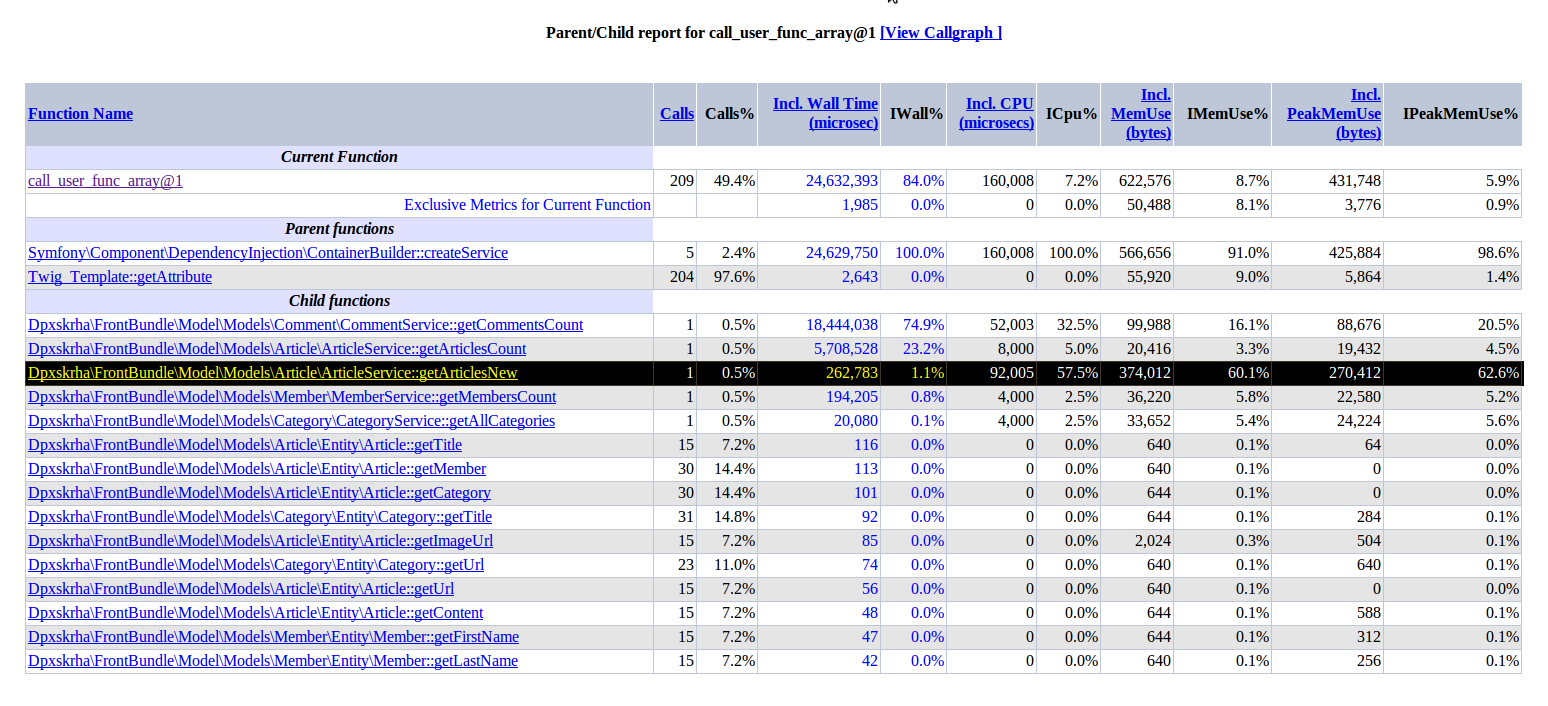 Parent/Child report for call_user_func_array@1 [View Callgraph ]
Function Name Calls Calls% Incl. Wall Time (microsec) IWall% Incl. CPU (microsecs) ICpu% Incl. MemUse (bytes) IMemUse% Incl. PeakMemUse (bytes) IPeakMemUse%
Current Function
call_user_func_array@1 209 49.4% 24,632,393 84.0% 160,008 7.2% 622,576 8.7% 431,748 5.9%
Exclusive Metrics for Current Function 1,985 0.0% 0 0.0% 50,488 8.1% 3,776 0.9%
Parent functions
Symfony\Component\DependencyInjection\ContainerBuilder::createService 5 2.4% 24,629,750 100.0% 160,008 100.0% 566,656 91.0% 425,884 98.6%
Twig_Template::getAttribute 204 97.6% 2,643 0.0% 0 0.0% 55,920 9.0% 5,864 1.4%
Child functions
Dpxskrha\FrontBundle\Model\Models\Comment\CommentService::getCommentsCount 1 0.5% 18,444,038 74.9% 52,003 32.5% 99,988 16.1% 88,676 20.5%
Dpxskrha\FrontBundle\Model\Models\Article\ArticleService::getArticlesCount 1 0.5% 5,708,528 23.2% 8,000 5.0% 20,416 3.3% 19,432 4.5%
Dpxskrha\FrontBundle\Model\Models\Article\ArticleService::getArticlesNew 1 0.5% 262,783 1.1% 92,005 57.5% 374,012 60.1% 270,412 62.6%
Dpxskrha\FrontBundle\Model\Models\Member\MemberService::getMembersCount 1 0.5% 194,205 0.8% 4,000 2.5% 36,220 5.8% 22,580 5.2%
Dpxskrha\FrontBundle\Model\Models\Category\CategoryService::getAllCategories 1 0.5% 20,080 0.1% 4,000 2.5% 33,652 5.4% 24,224 5.6%
Dpxskrha\FrontBundle\Model\Models\Article\Entity\Article::getTitle 15 7.2% 116 0.0% 0 0.0% 640 0.1% 64 0.0%
Dpxskrha\FrontBundle\Model\Models\Article\Entity\Article::getMember 30 14.4% 113 0.0% 0 0.0% 640 0.1% 0 0.0%
Dpxskrha\FrontBundle\Model\Models\Article\Entity\Article::getCategory 30 14.4% 101 0.0% 0 0.0% 644 0.1% 0 0.0%
Dpxskrha\FrontBundle\Model\Models\Category\Entity\Category::getTitle 31 14.8% 92 0.0% 0 0.0% 644 0.1% 284 0.1%
Dpxskrha\FrontBundle\Model\Models\Article\Entity\Article::getImageUrl 15 7.2% 85 0.0% 0 0.0% 2,024 0.3% 504 0.1%
Dpxskrha\FrontBundle\Model\Models\Category\Entity\Category::getUrl 23 11.0% 74 0.0% 0 0.0% 640 0.1% 640 0.1%
Dpxskrha\FrontBundle\Model\Models\Article\Entity\Article::getUrl 15 7.2% 56 0.0% 0 0.0% 640 0.1% 0 0.0%
Dpxskrha\FrontBundle\Model\Models\Article\Entity\Article::getContent 15 7.2% 48 0.0% 0 0.0% 644 0.1% 588 0.1%
Dpxskrha\FrontBundle\Model\Models\Member\Entity\Member::getFirstName 15 7.2% 47 0.0% 0 0.0% 644 0.1% 312 0.1%
Dpxskrha\FrontBundle\Model\Models\Member\Entity\Member::getLastName 15 7.2% 42 0.0% 0 0.0% 640 0.1% 256 0.1%